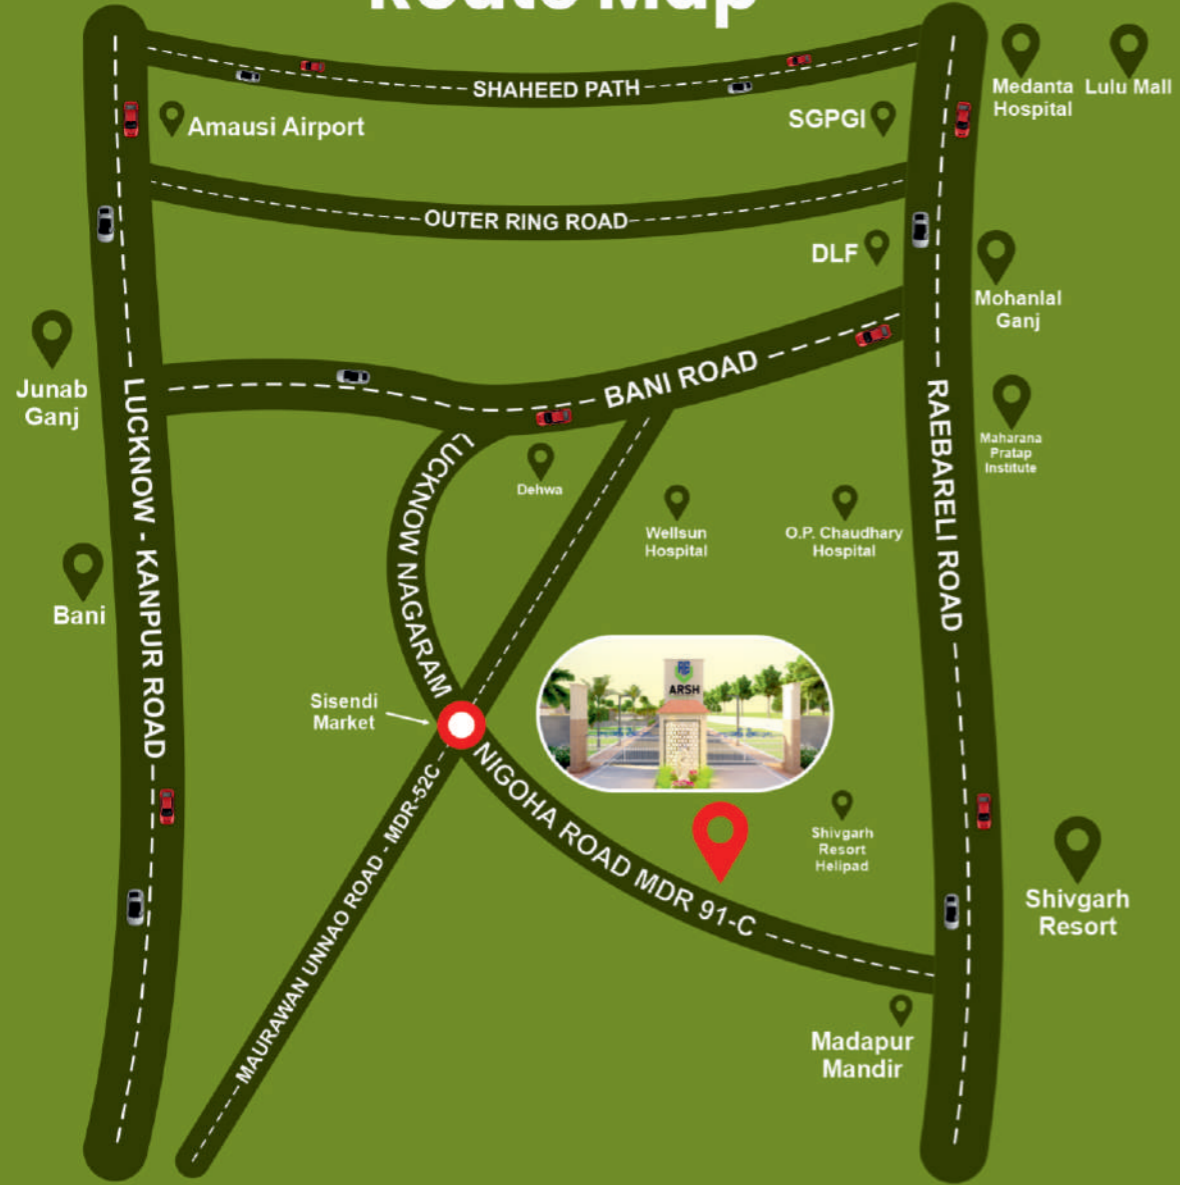 Route Map
SHAHEED PATH
Medanta
Hospital
Lulu Mall
Amausi Airport
SGPGI
OUTER RING ROAD
DLF
Mohanlal
Ganj
Junab
Ganj
BANI ROAD
LUCKNOW - KANPUR ROAD
RAEBARELI ROAD
Maharana
Pratap
Institute
LUCKNOW NAGARAM
Dehwa
Wellsun
Hospital
O.P. Chaudhary
Hospital
Bani
ARSH
Sisendi
Market
NIGOHA ROAD MDR 91-C
MAURAWAN UNNAO ROAD - MDR-52C
Shivgarh
Resort
Helipad
Shivgarh
Resort
Madapur
Mandir